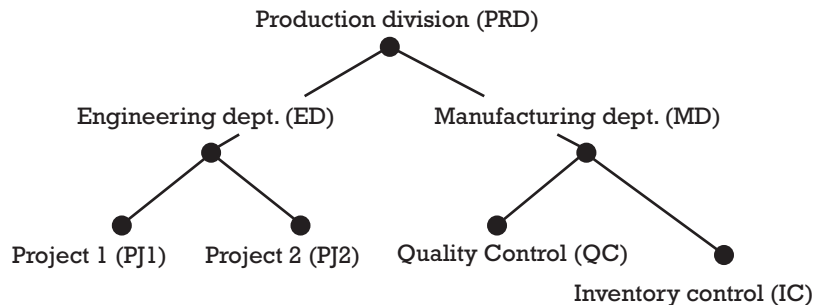 Production division (PRD)
Engineering dept. (ED)
Manufacturing dept. (MD)
Project 1 (PJ1)
Project 2 (PJ2)
Quality Control (QC)
Inventory control (IC)